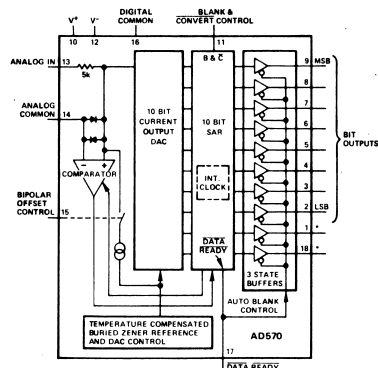 V+ V- DIGITAL COMMON BLANK & CONVERT CONTROL
10 12 16 11
ANALOG IN 13
5k
B & C
ANALOG COMMON 14
10 BIT CURRENT OUTPUT DAC
10 BIT SAR
INT. CLOCK
COMPARATOR
- +
BIPOLAR OFFSET CONTROL 15
DATA READY
9 MSB
8
7
6
5
4
3
2 LSB
1 *
18 *
BIT OUTPUTS
3 STATE BUFFERS
AUTO BLANK CONTROL
TEMPERATURE COMPENSATED BURIED ZENER REFERENCE AND DAC CONTROL
AD570
17
DATA READY